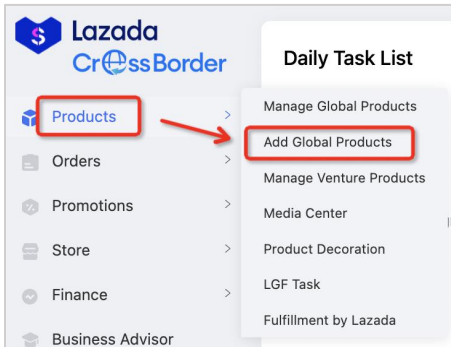 Lazada
CrossBorder
Daily Task List
Products
Orders
Promotions
Store
Finance
Business Advisor
Manage Global Products
Add Global Products
Manage Venture Products
Media Center
Product Decoration
LGF Task
Fulfillment by Lazada